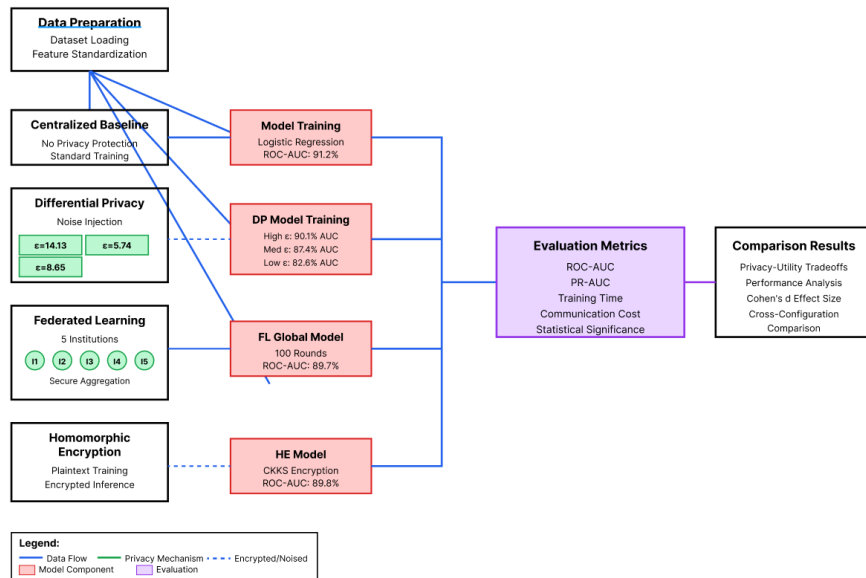 Data Preparation
Dataset Loading
Feature Standardization
Centralized Baseline
No Privacy Protection
Standard Training
Model Training
Logistic Regression
ROC-AUC: 91.2%
Differential Privacy
Noise Injection
ε=14.13
ε=5.74
ε=8.65
DP Model Training
High ε: 90.1% AUC
Med ε: 87.4% AUC
Low ε: 82.6% AUC
Federated Learning
5 Institutions
I1 I2 I3 I4 I5
Secure Aggregation
FL Global Model
100 Rounds
ROC-AUC: 89.7%
Homomorphic
Encryption
Plaintext Training
Encrypted Inference
HE Model
CKKS Encryption
ROC-AUC: 89.8%
Evaluation Metrics
ROC-AUC
PR-AUC
Training Time
Communication Cost
Statistical Significance
Comparison Results
Privacy-Utility Tradeoffs
Performance Analysis
Cohen's d Effect Size
Cross-Configuration
Comparison
Legend:
Data Flow
Privacy Mechanism
Encrypted/Noised
Model Component
Evaluation